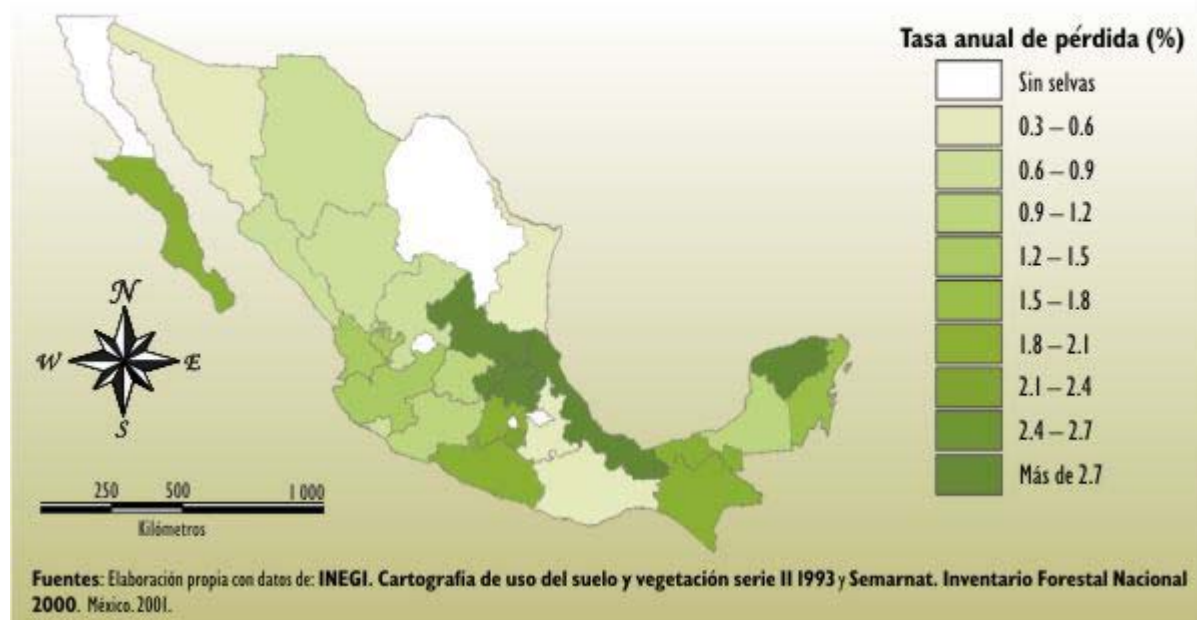 Tasa anual de pérdida (%)
Sin selvas
0.3 – 0.6
0.6 – 0.9
0.9 – 1.2
1.2 – 1.5
1.5 – 1.8
1.8 – 2.1
2.1 – 2.4
2.4 – 2.7
Más de 2.7
N
W E
S
250 500 1 000
Kilómetros
Fuentes: Elaboración propia con datos de: INEGI. Cartografia de uso del suelo y vegetación serie II 1993 y Semarnat. Inventario Forestal Nacional
2000. México. 2001.